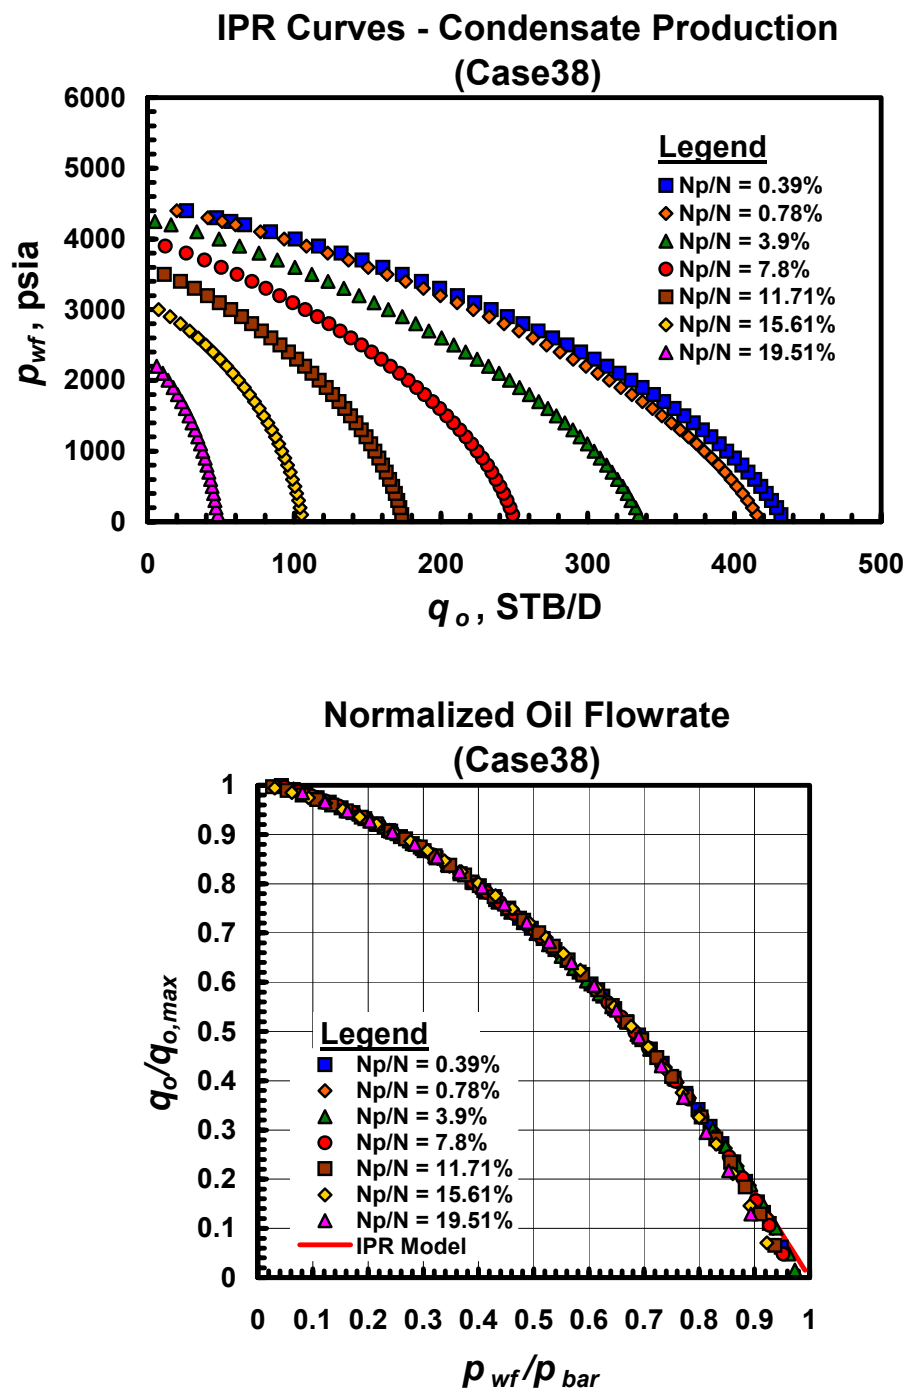 IPR Curves - Condensate Production
(Case38)
6000
5000
4000
3000
2000
1000
0
p wf , psia
Legend
Np/N = 0.39%
Np/N = 0.78%
Np/N = 3.9%
Np/N = 7.8%
Np/N = 11.71%
Np/N = 15.61%
Np/N = 19.51%
0 100 200 300 400 500
q o , STB/D
Normalized Oil Flowrate
(Case38)
1
0.9
0.8
0.7
0.6
0.5
0.4
0.3
0.2
0.1
0
q o /q o,max
Legend
Np/N = 0.39%
Np/N = 0.78%
Np/N = 3.9%
Np/N = 7.8%
Np/N = 11.71%
Np/N = 15.61%
Np/N = 19.51%
IPR Model
0 0.1 0.2 0.3 0.4 0.5 0.6 0.7 0.8 0.9 1
p wf /p bar